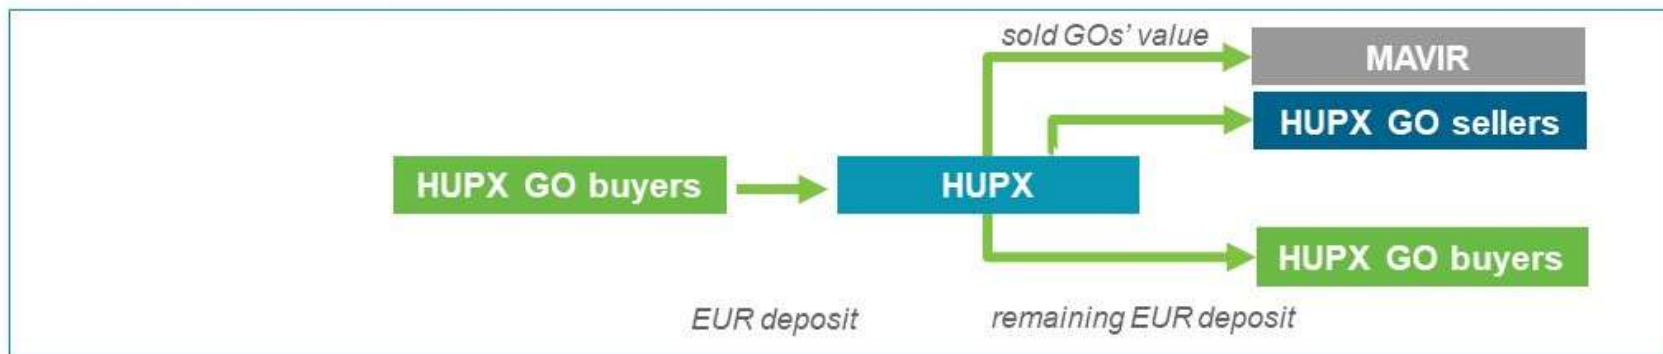 sold GOs' value
MAVIR
HUPX GO sellers
HUPX GO buyers
HUPX
HUPX GO buyers
EUR deposit
remaining EUR deposit